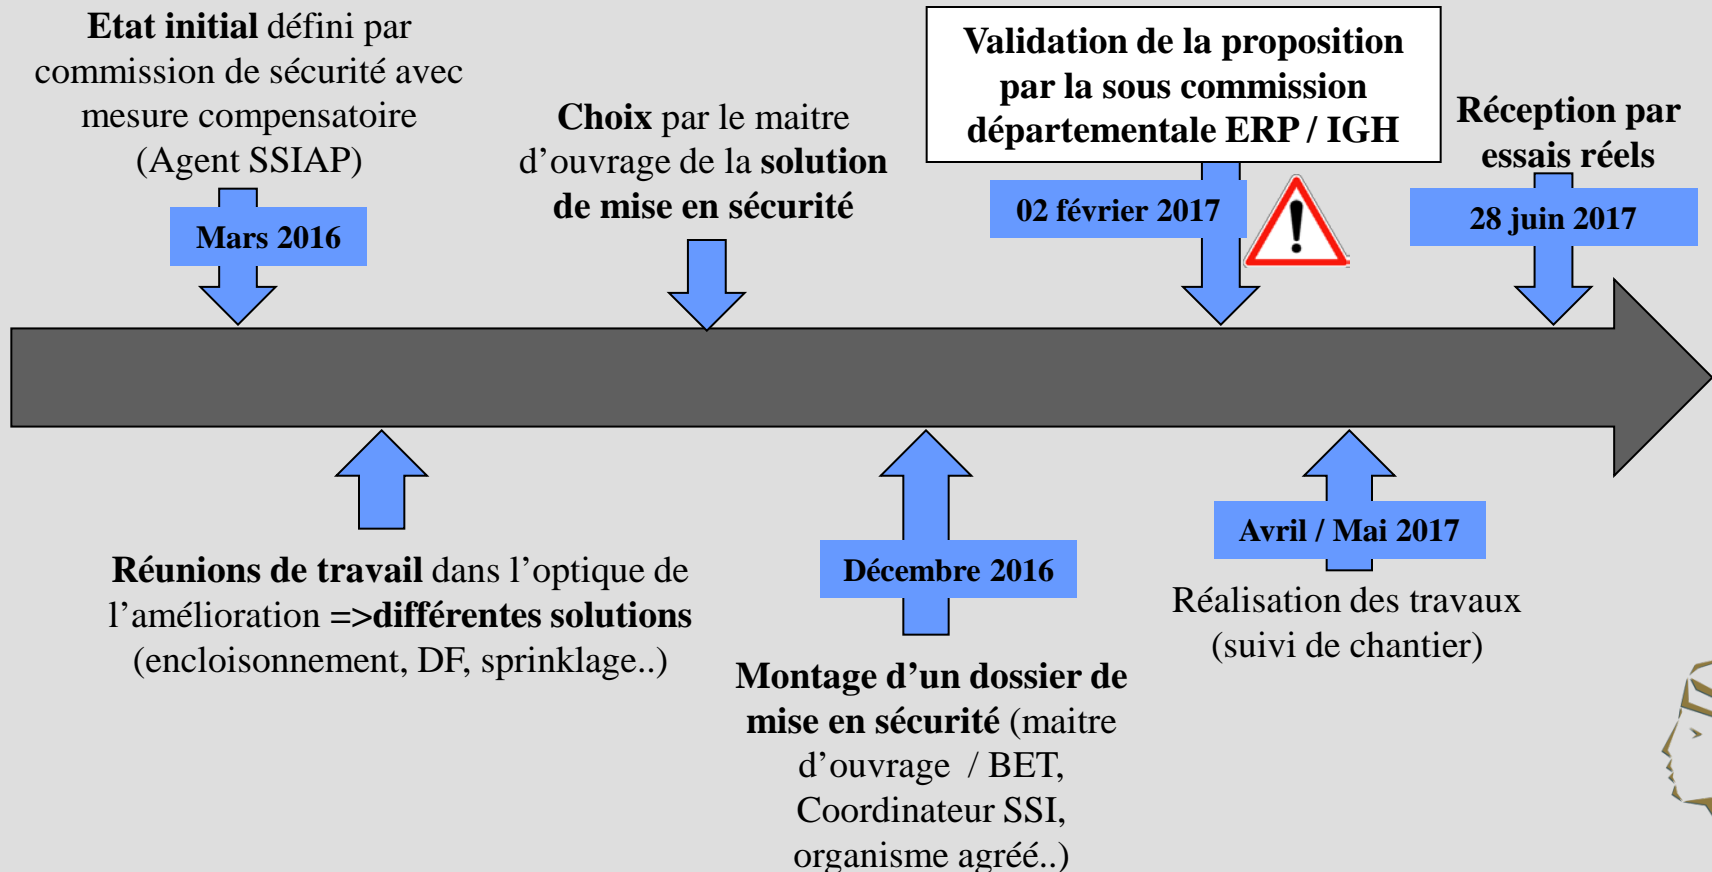 Etat initial défini par
commission de sécurité avec
mesure compensatoire
(Agent SSIAP)
Mars 2016
Choix par le maitre
d’ouvrage de la solution
de mise en sécurité
Validation de la proposition
par la sous commission
départementale ERP / IGH
02 février 2017
Réception par
essais réels
28 juin 2017
Réunions de travail dans l’optique de
l’amélioration =>différentes solutions
(encloisonnement, DF, sprinklage..)
Décembre 2016
Montage d’un dossier de
mise en sécurité (maitre
d’ouvrage / BET,
Coordinateur SSI,
organisme agréé..)
Avril / Mai 2017
Réalisation des travaux
(suivi de chantier)